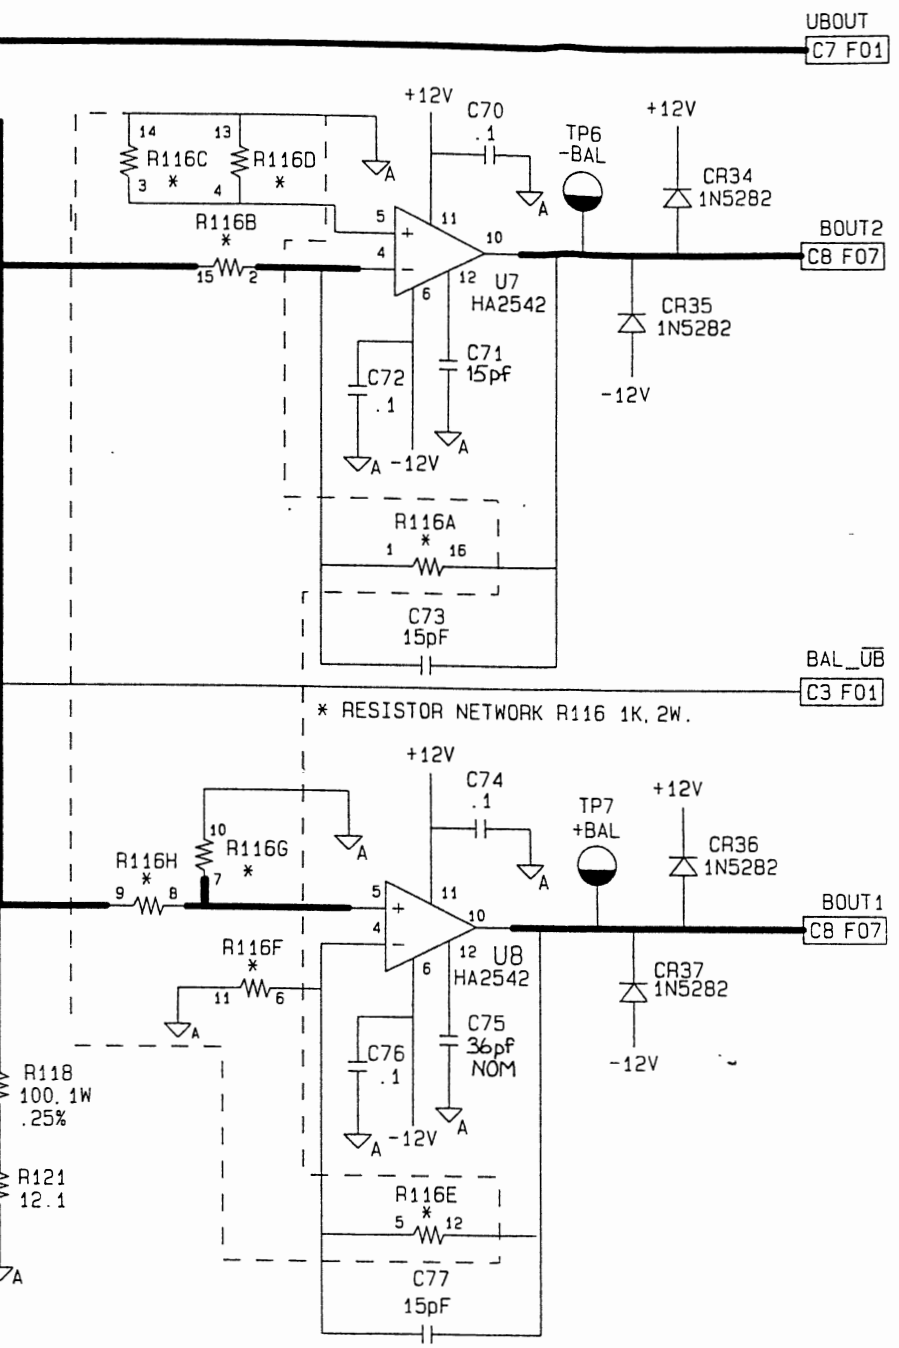 UBOUT
C7 F01
+12V
C70
.1
TP6
-BAL
+12V
14
13
R116C
*
R116D
*
A
3
4
CR34
1N5282
A
R116B
*
5
+
11
10
BOUT2
C8 F07
4
-
15
2
6
12
U7
HA2542
CR35
1N5282
C72
.1
C71
15pf
-12V
A
A
-12V
R116A
*
1
16
C73
15pF
BAL_U̅B̅
C3 F01
* RESISTOR NETWORK R116 1K, 2W.
+12V
C74
.1
TP7
+BAL
+12V
10
R116G
*
A
7
R116H
*
9
8
A
CR36
1N5282
5
+
11
10
BOUT1
C8 F07
4
-
R116F
*
11
6
6
12
U8
HA2542
CR37
1N5282
A
C76
.1
C75
36pf
NOM
-12V
R118
100, 1W
.25%
A
A
-12V
R121
12.1
R116E
*
5
12
A
C77
15pF